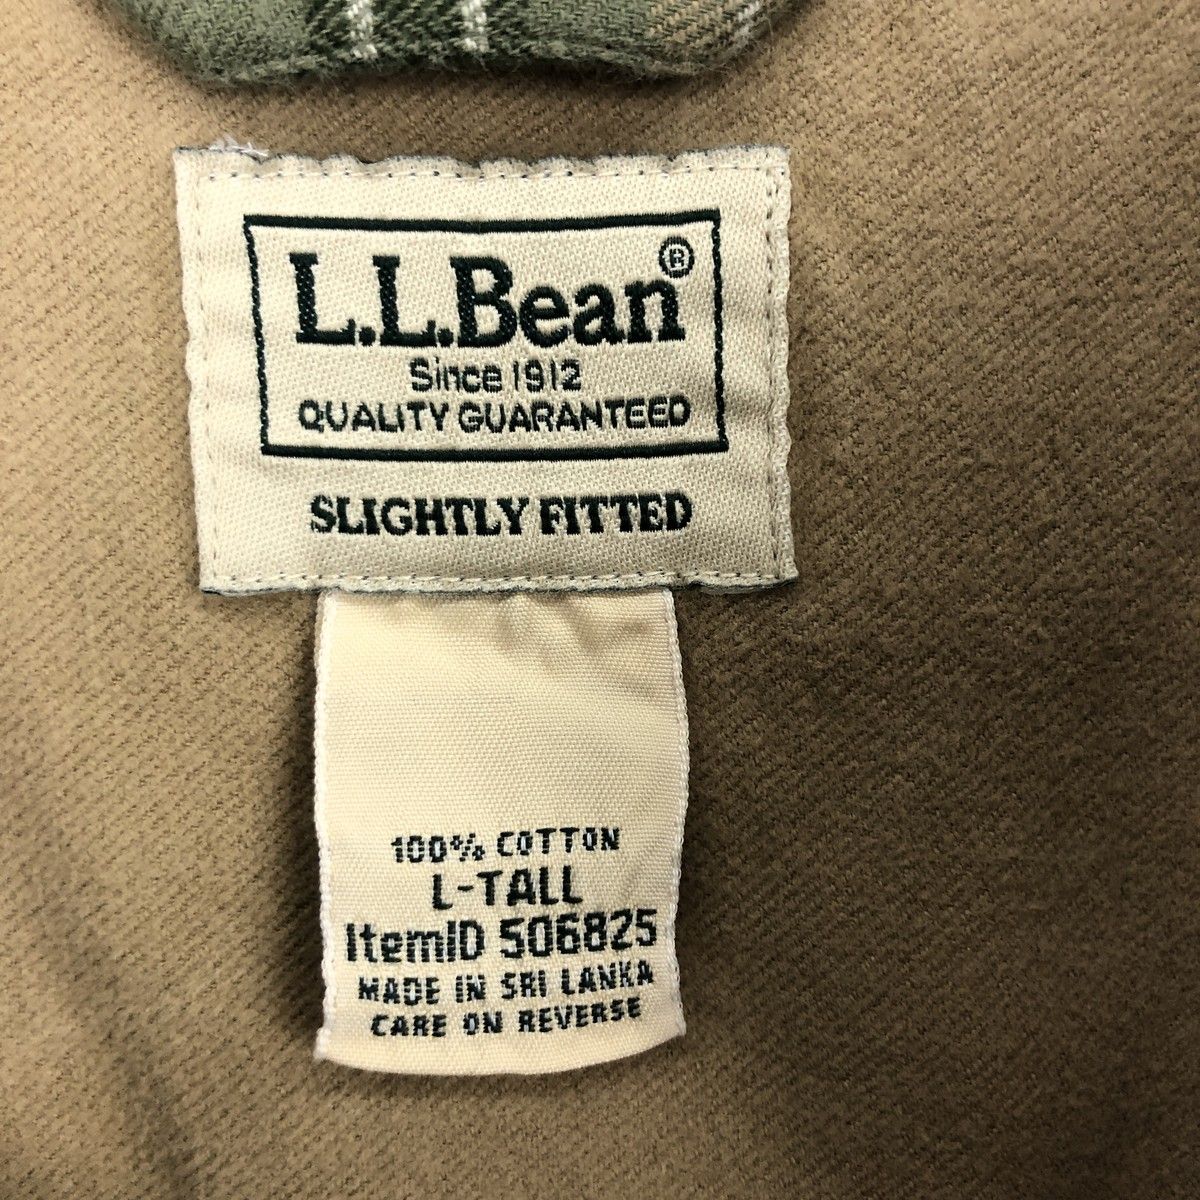 L.L.Bean®
Since 1912
QUALITY GUARANTEED
SLIGHTLY FITTED
100% COTTON
L-TALL
ItemID 506825
MADE IN SRI LANKA
CARE ON REVERSE